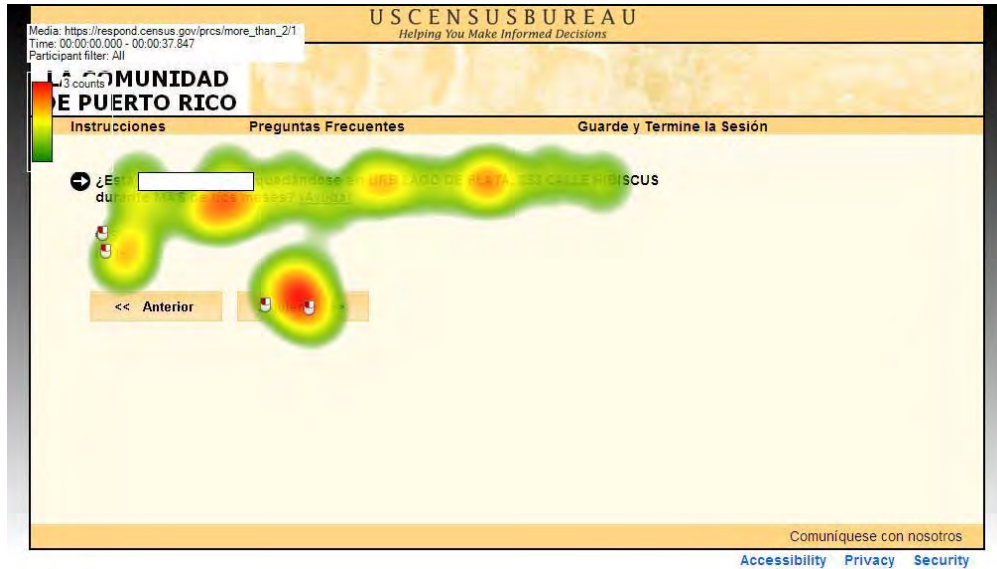 USCENSUSBUREAU
Helping You Make Informed Decisions
Media: https://respond.census.gov/prcs/more_than_2/1
Time: 00:00:00.000 - 00:00:37.847
Participant filter: All
3 counts
LA COMUNIDAD
DE PUERTO RICO
Instrucciones Preguntas Frecuentes Guarde y Termine la Sesión
¿Está quedándose en URB LAGO DE PLATA, CALLE HIBISCUS
durante MÁS de dos meses? (Ayuda)
<< Anterior
Comuníquese con nosotros
Accessibility Privacy Security